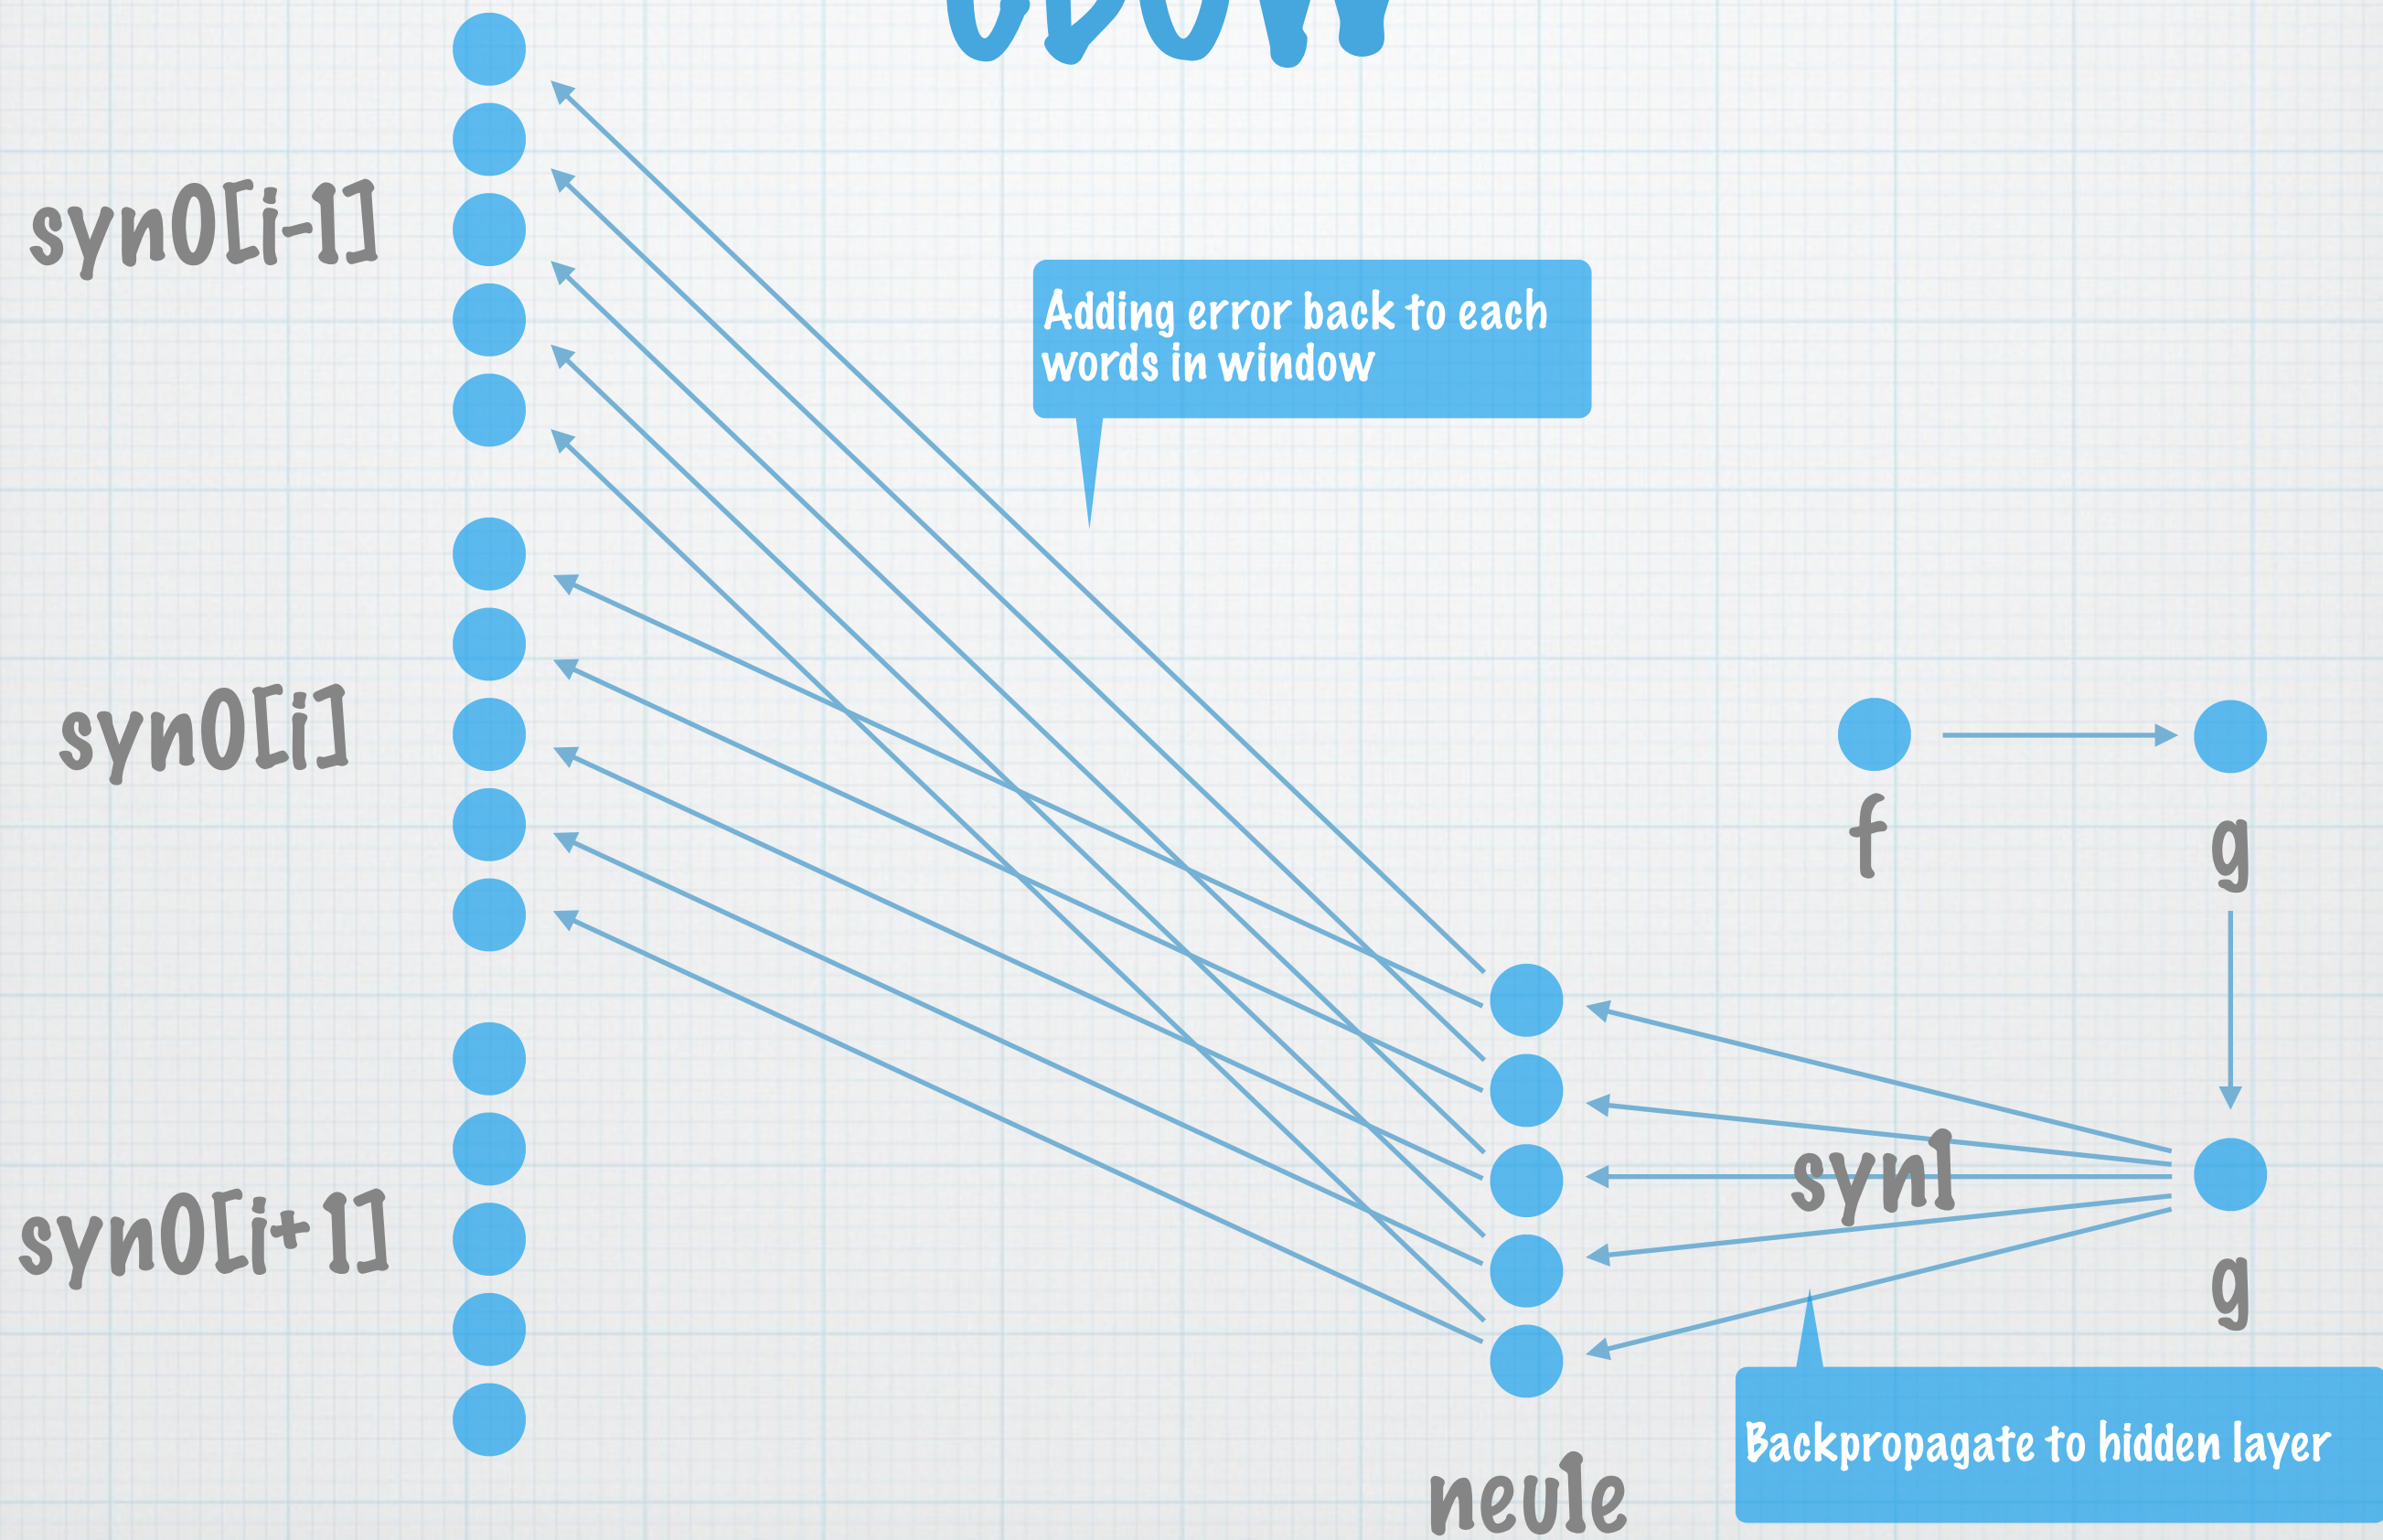 CBOW
syn0[i-1]
Adding error back to each
words in window
syn0[i]
f
g
syn1
syn0[i+1]
g
Backpropagate to hidden layer
neu1e